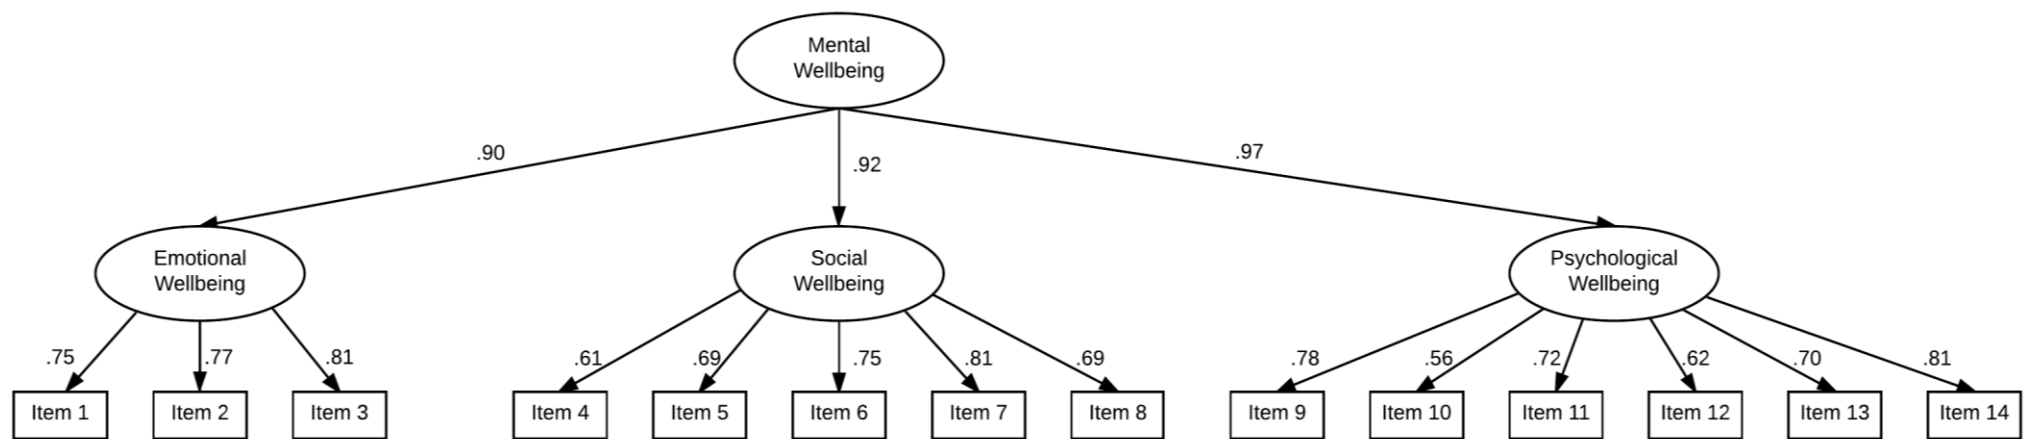 Mental
Wellbeing
.90
.92
.97
Emotional
Wellbeing
Social
Wellbeing
Psychological
Wellbeing
.75
.77
.81
.61
.69
.75
.81
.69
.78
.56
.72
.62
.70
.81
Item 1
Item 2
Item 3
Item 4
Item 5
Item 6
Item 7
Item 8
Item 9
Item 10
Item 11
Item 12
Item 13
Item 14